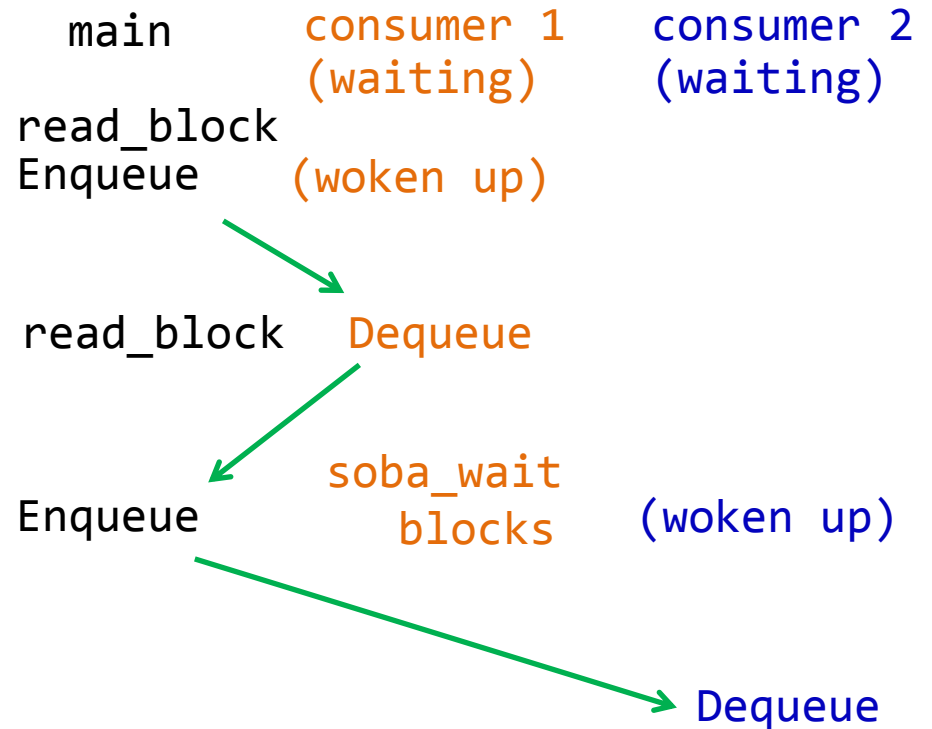 main consumer 1 consumer 2
(waiting) (waiting)
read_block
Enqueue (woken up)
read_block Dequeue
soba_wait
Enqueue blocks (woken up)
Dequeue